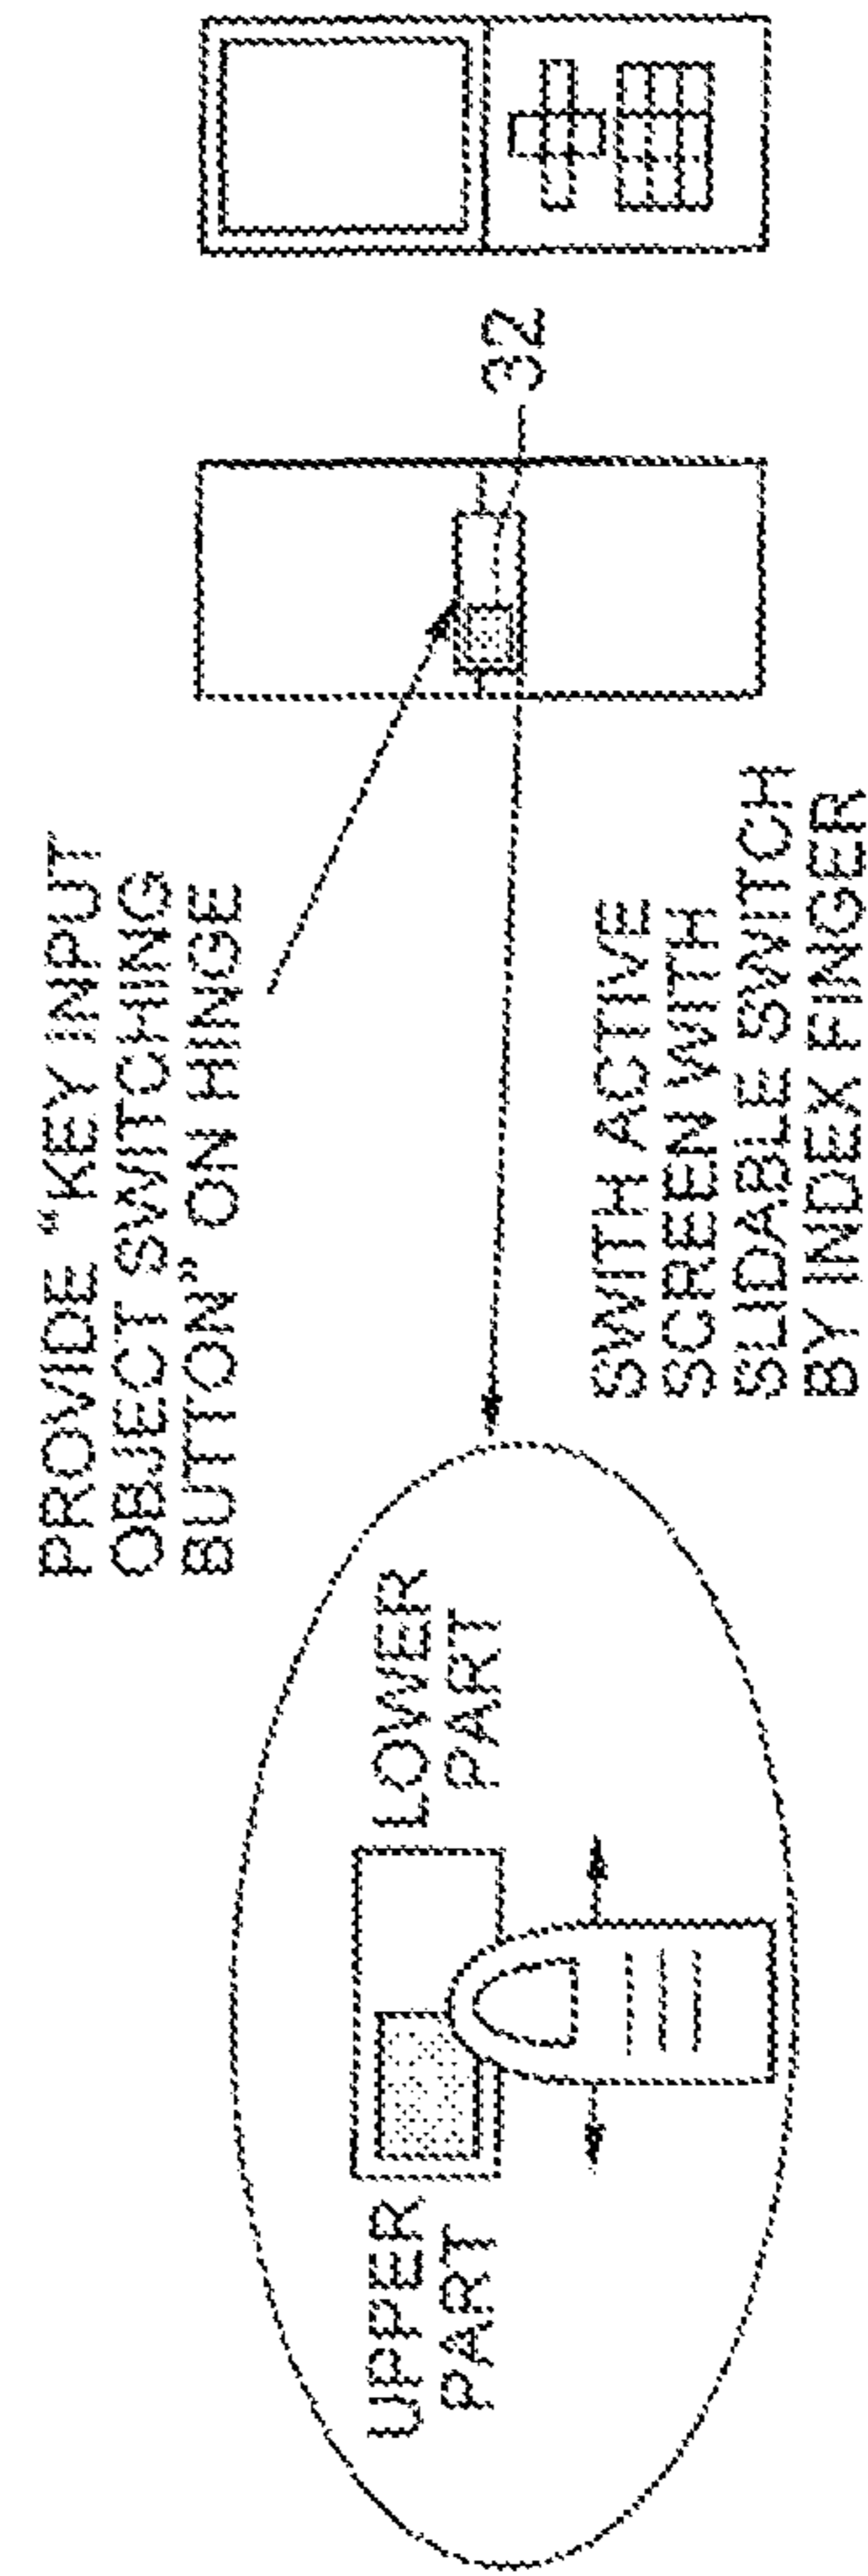 PROVIDE “KEY INPUT
OBJECT SWITCHING
BUTTON” ON HINGE
32
SWITH ACTIVE
SCREEN WITH
SLIDABLE SWITCH
BY INDEX FINGER
UPPER
PART
LOWER
PART